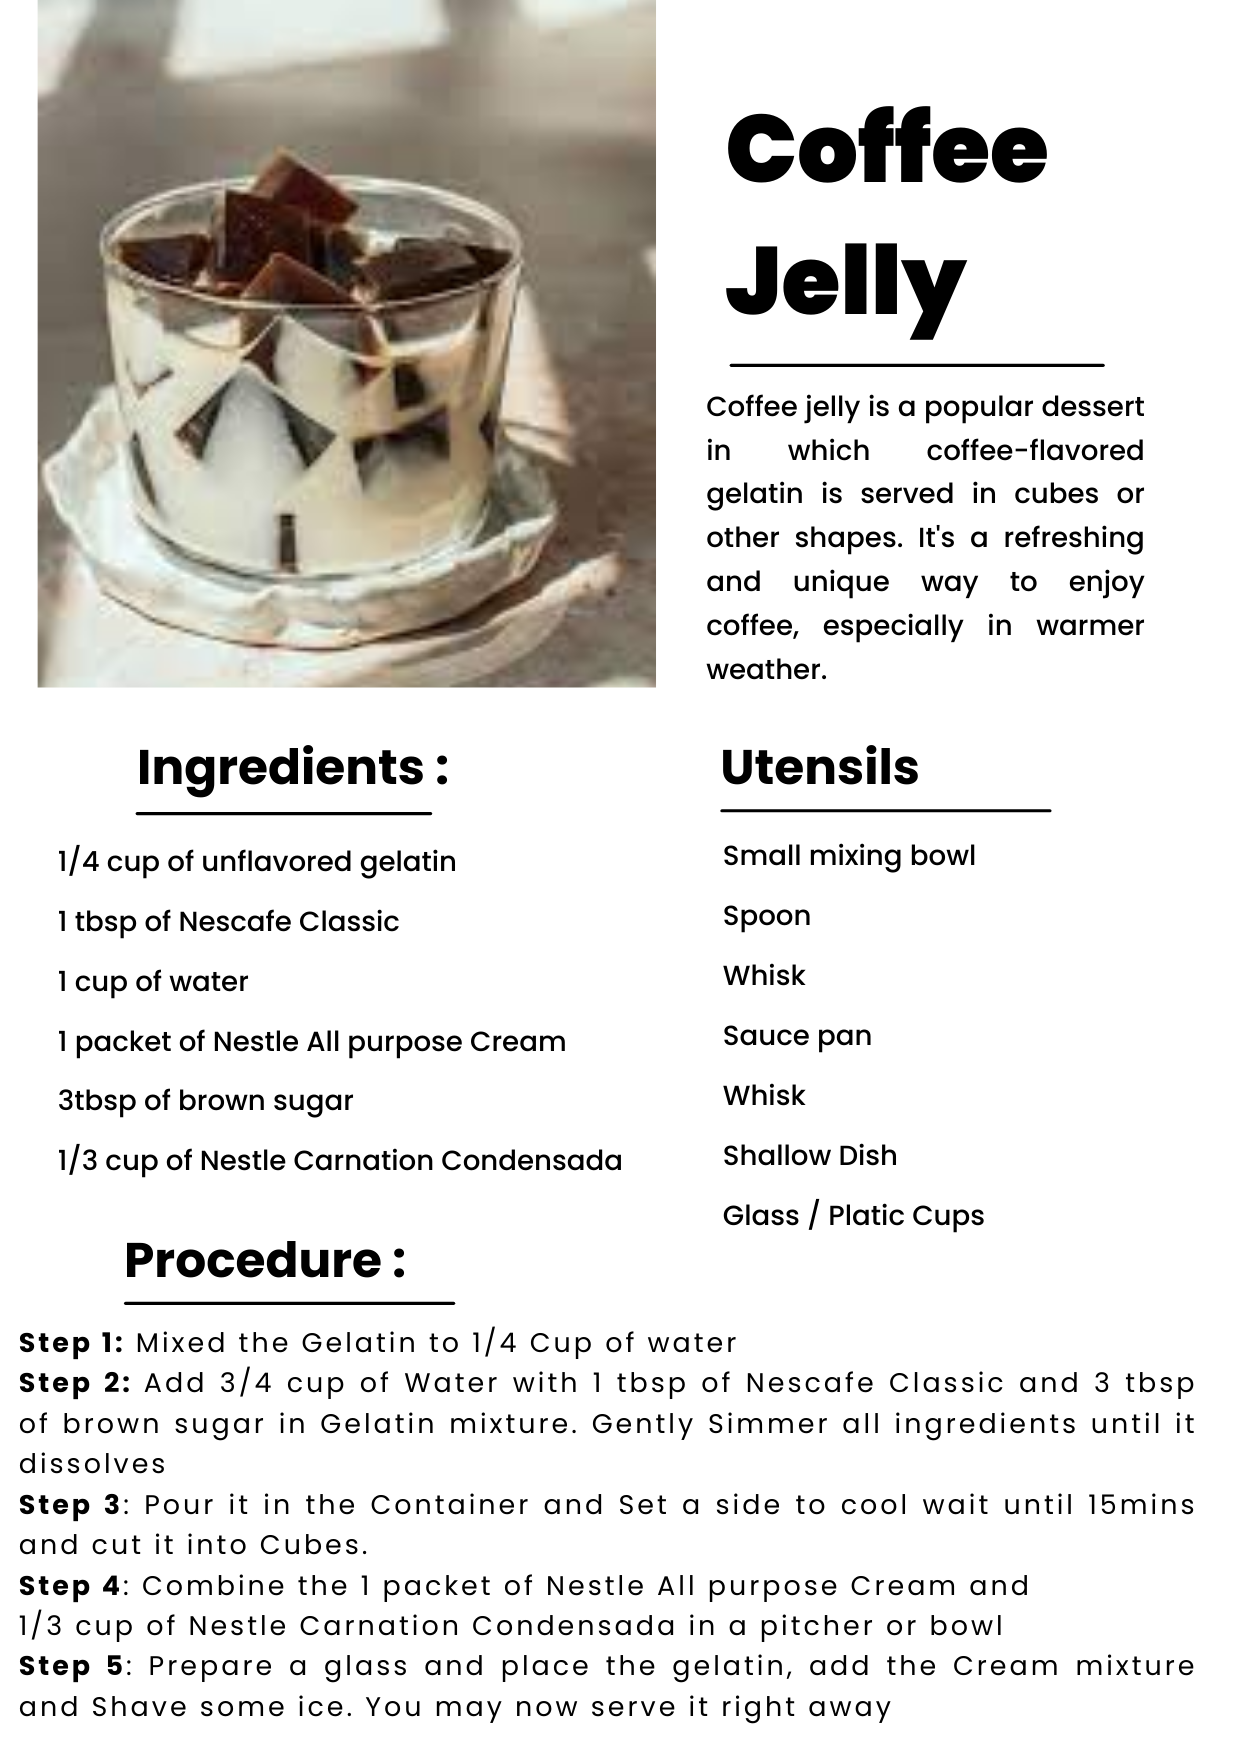 Coffee
Jelly
Coffee jelly is a popular dessert
in which coffee-flavored
gelatin is served in cubes or
other shapes. It's a refreshing
and unique way to enjoy
coffee, especially in warmer
weather.
Ingredients :
1/4 cup of unflavored gelatin
1 tbsp of Nescafe Classic
1 cup of water
1 packet of Nestle All purpose Cream
3tbsp of brown sugar
1/3 cup of Nestle Carnation Condensada
Utensils
Small mixing bowl
Spoon
Whisk
Sauce pan
Whisk
Shallow Dish
Glass / Platic Cups
Procedure :
Step 1: Mixed the Gelatin to 1/4 Cup of water
Step 2: Add 3/4 cup of Water with 1 tbsp of Nescafe Classic and 3 tbsp
of brown sugar in Gelatin mixture. Gently Simmer all ingredients until it
dissolves
Step 3: Pour it in the Container and Set a side to cool wait until 15mins
and cut it into Cubes.
Step 4: Combine the 1 packet of Nestle All purpose Cream and
1/3 cup of Nestle Carnation Condensada in a pitcher or bowl
Step 5: Prepare a glass and place the gelatin, add the Cream mixture
and Shave some ice. You may now serve it right away